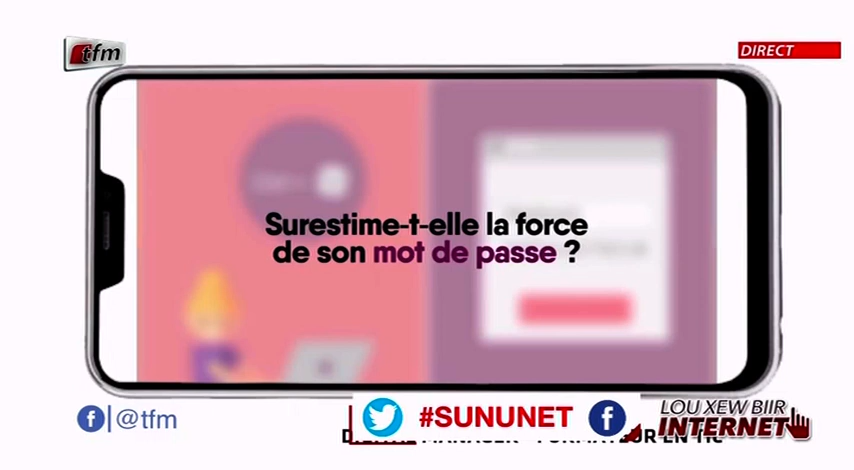 tfm
DIRECT
Surestime-t-elle la force
de son mot de passe ?
@tfm
#SUNUNET
LOU XEW BIIR
INTERNET